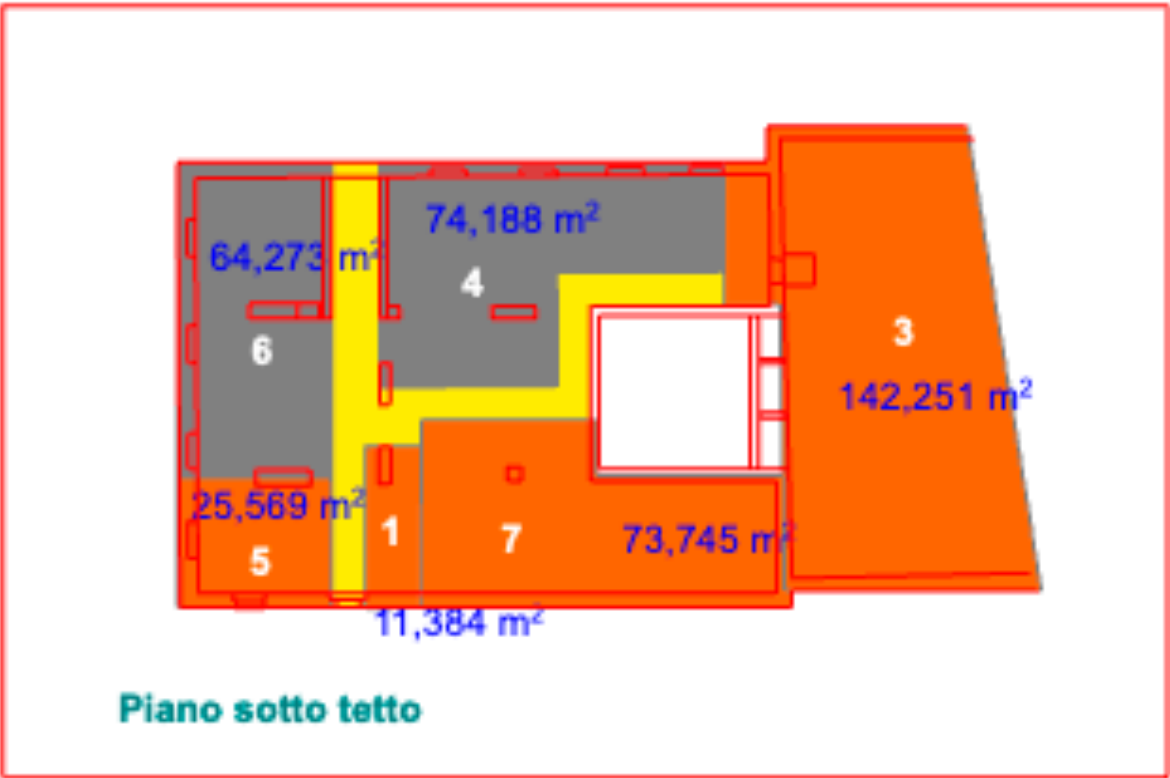 74,188 m²
64,273 m²
4
3
6
142,251 m²
25,569 m²
1
7
73,745 m²
5
11,384 m²
Piano sotto tetto